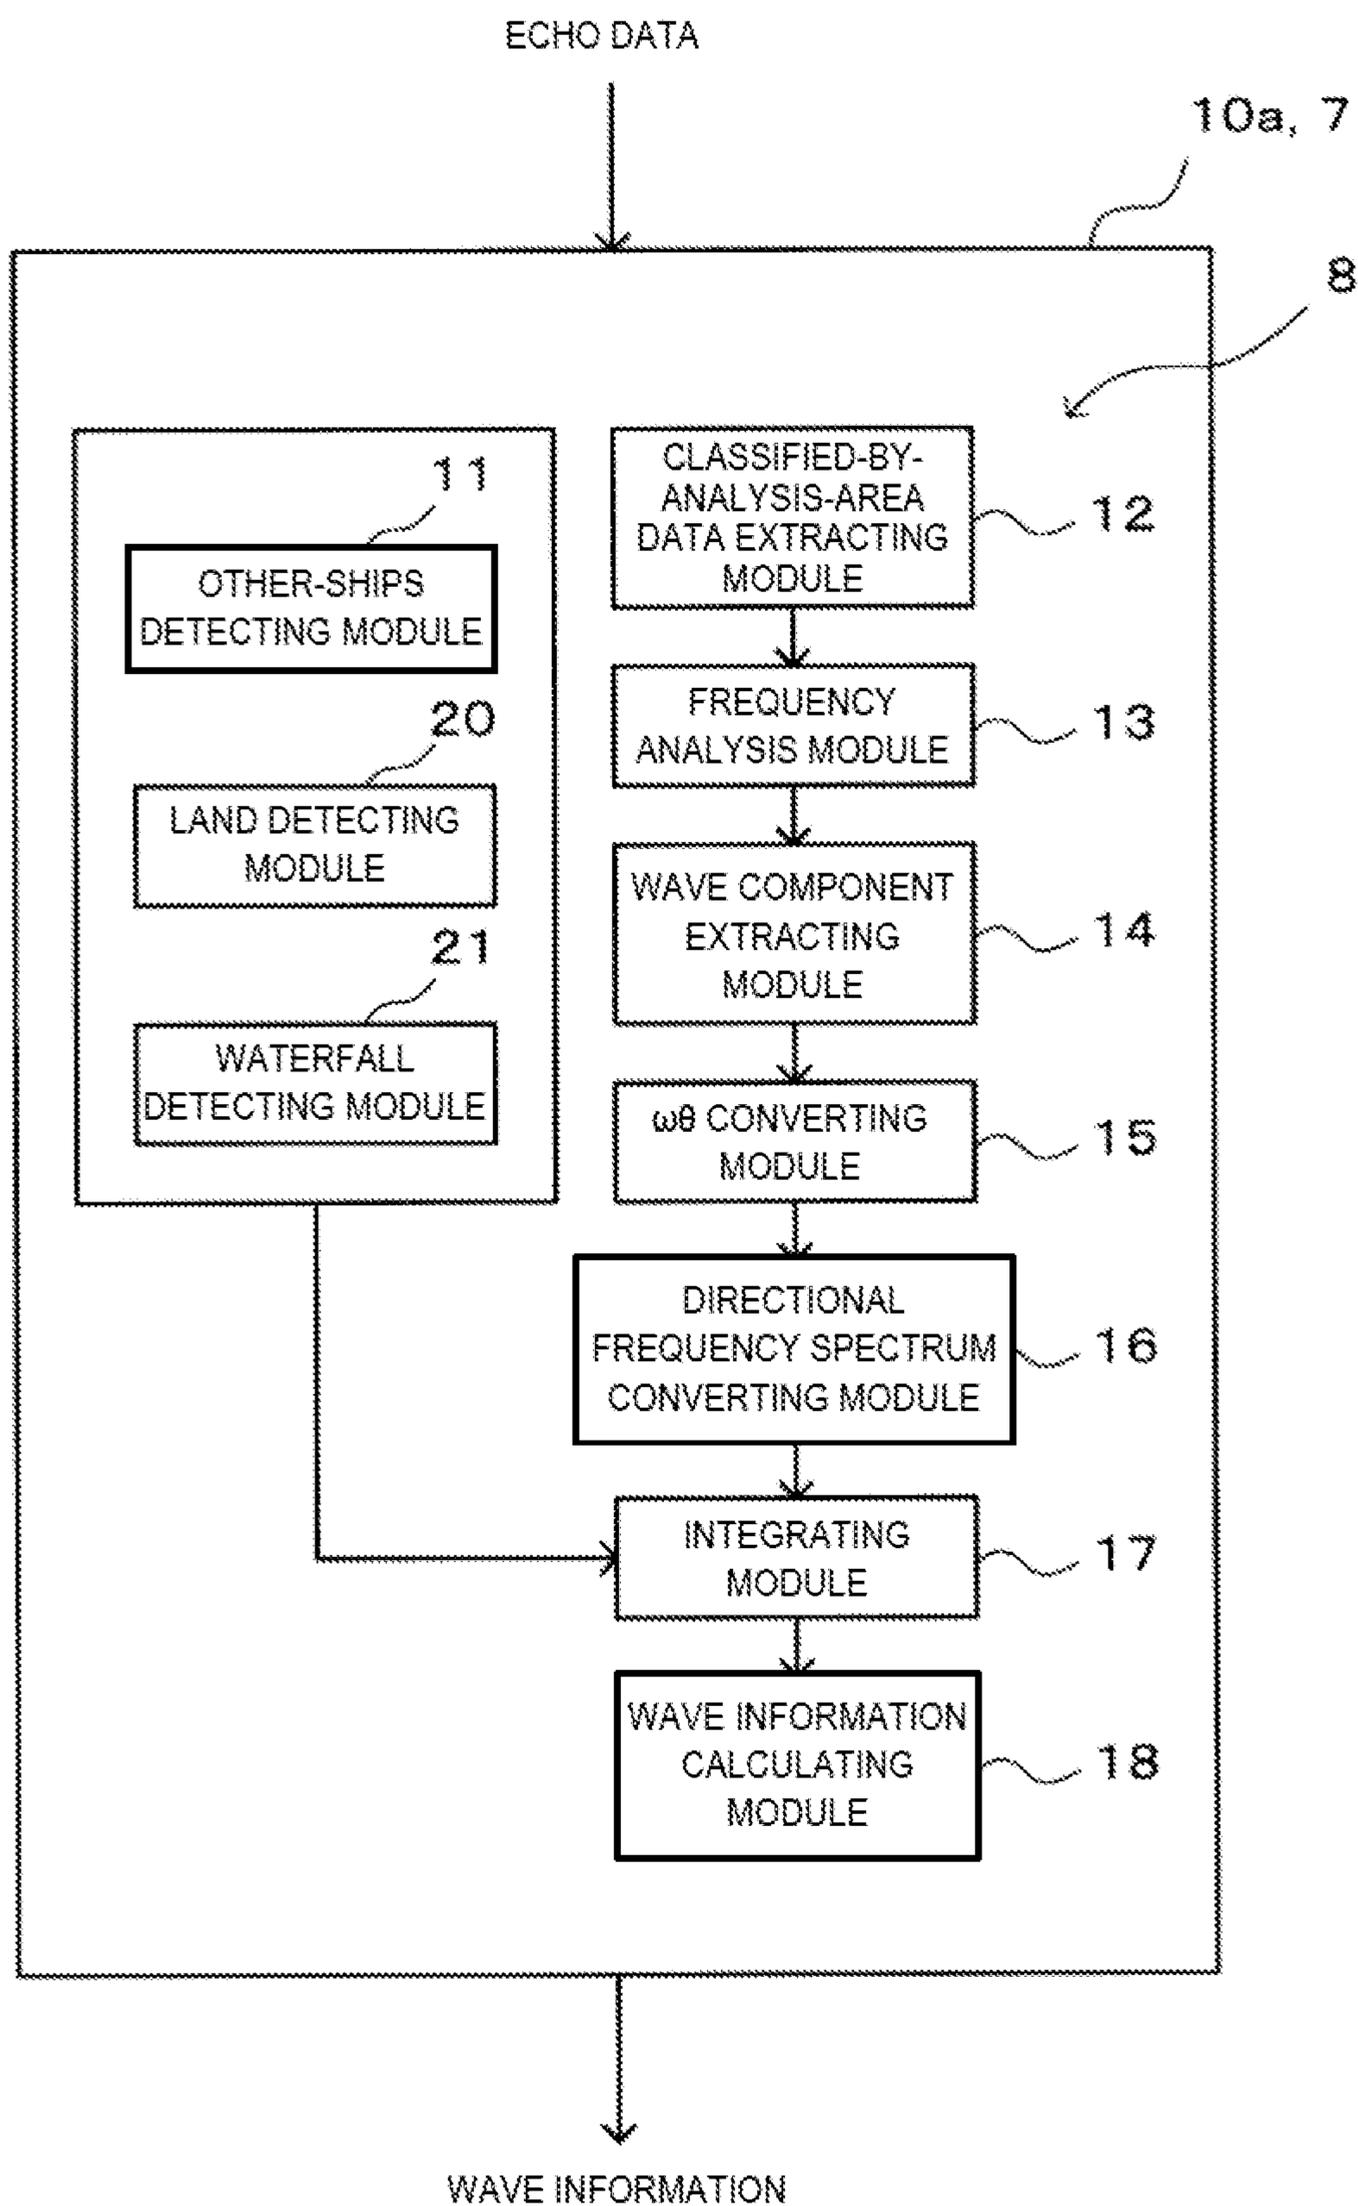 ECHO DATA
10a, 7
8
11
OTHER-SHIPS
DETECTING MODULE
20
LAND DETECTING
MODULE
21
WATERFALL
DETECTING MODULE
CLASSIFIED-BY-
ANALYSIS-AREA
DATA EXTRACTING
MODULE
12
FREQUENCY
ANALYSIS MODULE
13
WAVE COMPONENT
EXTRACTING
MODULE
14
ωθ CONVERTING
MODULE
15
DIRECTIONAL
FREQUENCY SPECTRUM
CONVERTING MODULE
16
INTEGRATING
MODULE
17
WAVE INFORMATION
CALCULATING
MODULE
18
WAVE INFORMATION